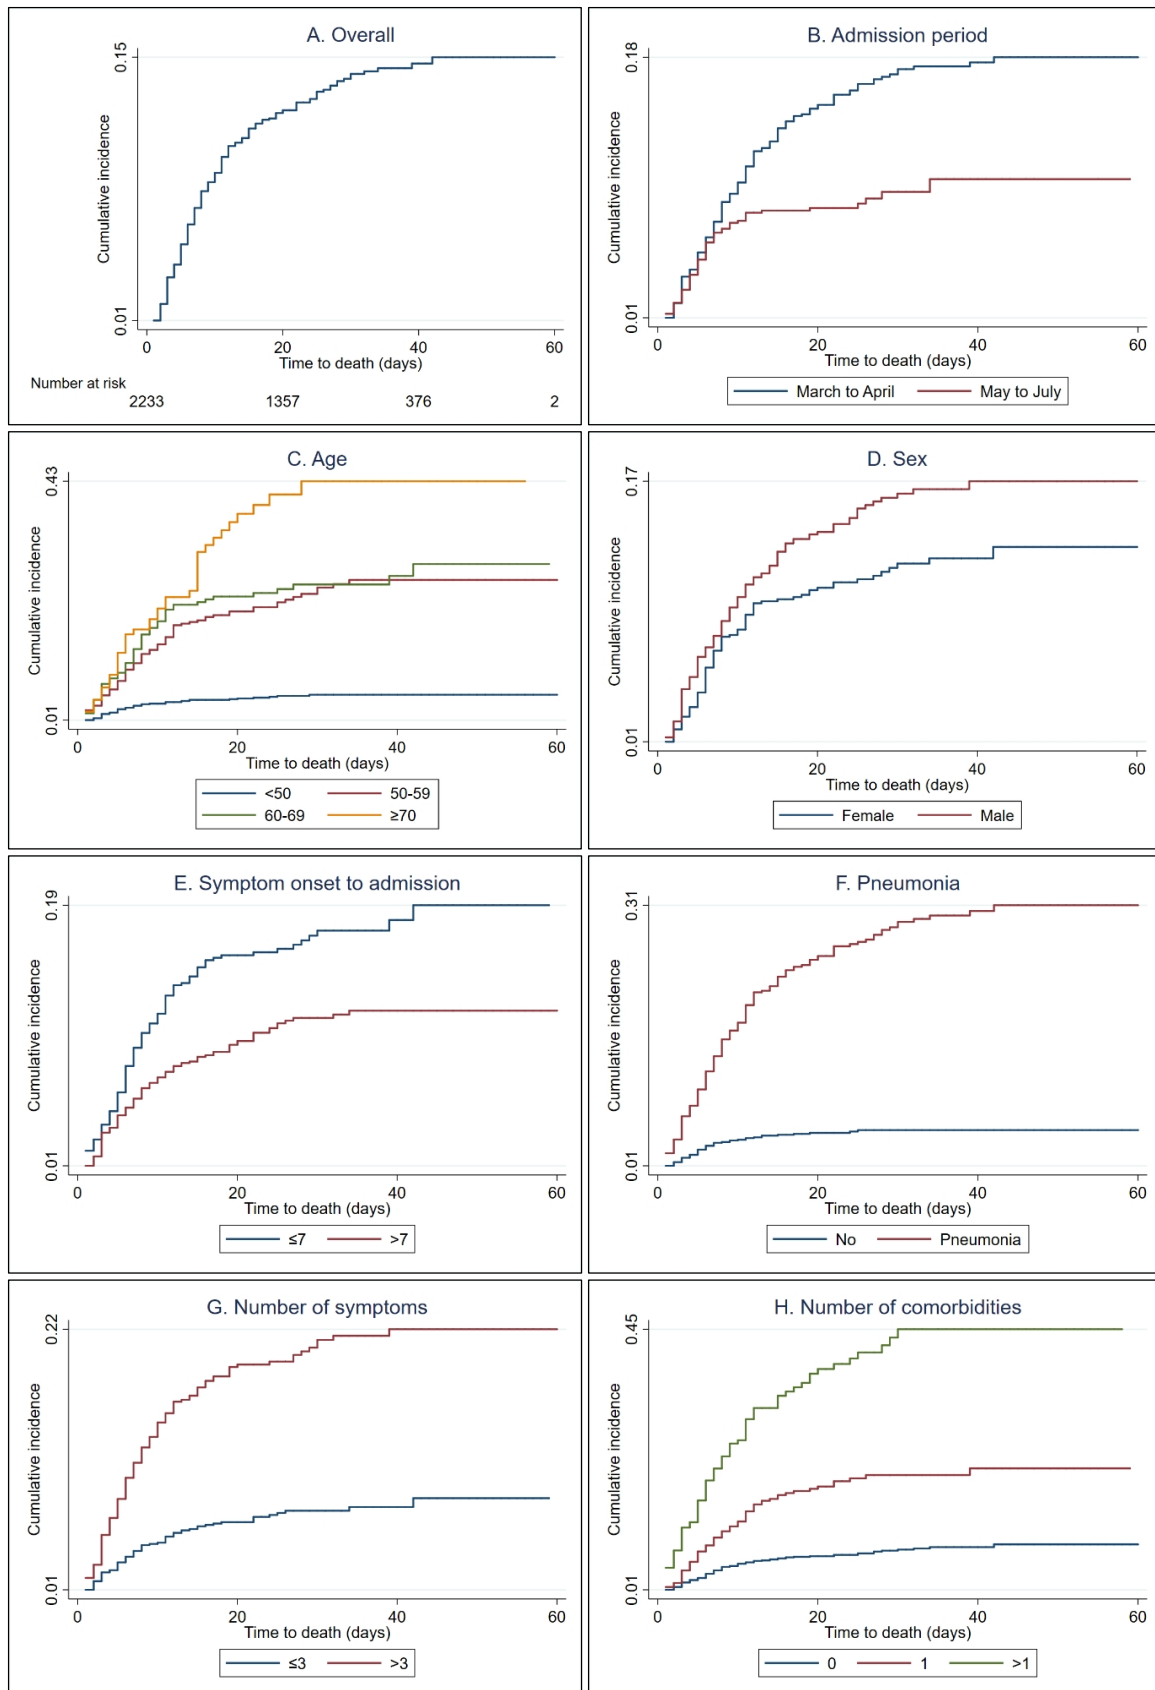 A. Overall
0.15
Cumulative incidence
0.01
0 20 40 60
Time to death (days)
Number at risk
2233 1357 376 2
B. Admission period
0.18
Cumulative incidence
0.01
0 20 40 60
Time to death (days)
March to April May to July
C. Age
0.43
Cumulative incidence
0.01
0 20 40 60
Time to death (days)
<50 50-59
60-69 ≥70
D. Sex
0.17
Cumulative incidence
0.01
0 20 40 60
Time to death (days)
Female Male
E. Symptom onset to admission
0.19
Cumulative incidence
0.01
0 20 40 60
Time to death (days)
≤7 >7
F. Pneumonia
0.31
Cumulative incidence
0.01
0 20 40 60
Time to death (days)
No Pneumonia
G. Number of symptoms
0.22
Cumulative incidence
0.01
0 20 40 60
Time to death (days)
≤3 >3
H. Number of comorbidities
0.45
Cumulative incidence
0.01
0 20 40 60
Time to death (days)
0 1 >1